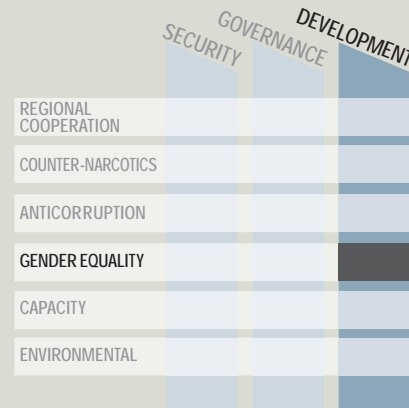 SECURITY
GOVERNANCE
DEVELOPMENT
REGIONAL
COOPERATION
COUNTER-NARCOTICS
ANTICORRUPTION
GENDER EQUALITY
CAPACITY
ENVIRONMENTAL